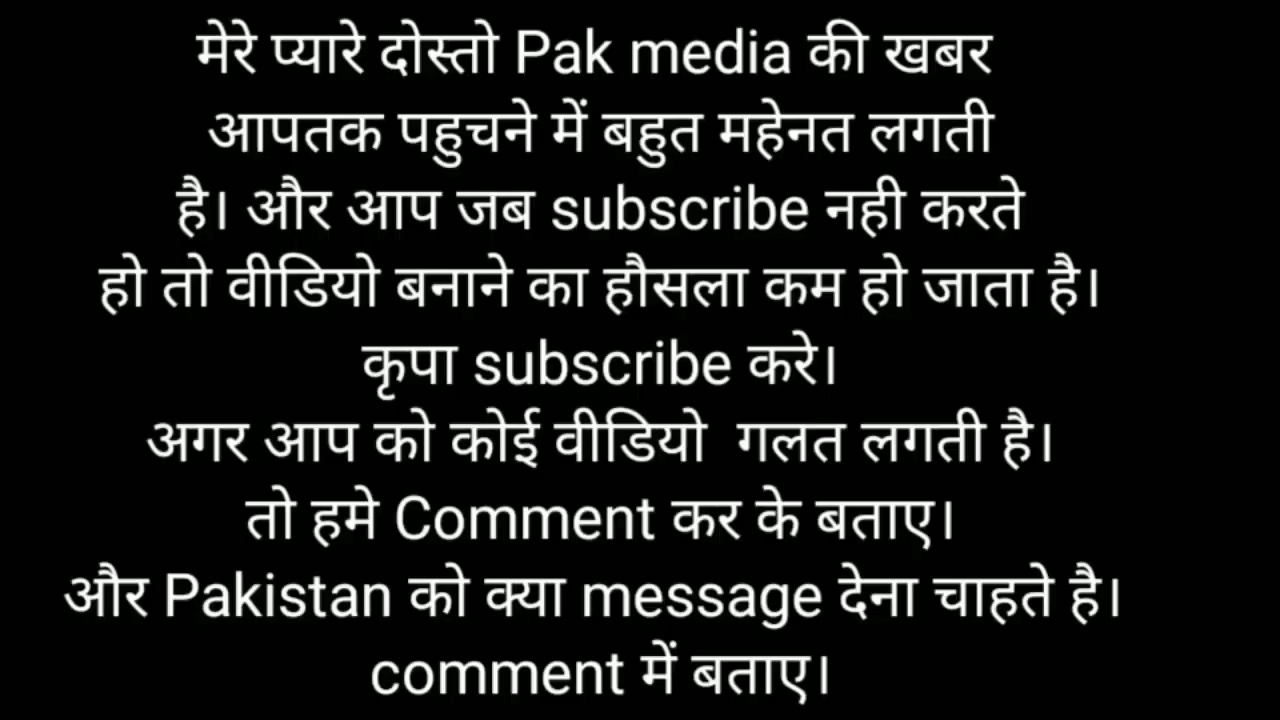 मेरे प्यारे दोस्तो Pak media की खबर
आपतक पहुचने में बहुत महेनत लगती
है। और आप जब subscribe नही करते
हो तो वीडियो बनाने का हौसला कम हो जाता है।
कृपा subscribe करे।
अगर आप को कोई वीडियो गलत लगती है।
तो हमे Comment कर के बताए।
और Pakistan को क्या message देना चाहते है।
comment में बताए।